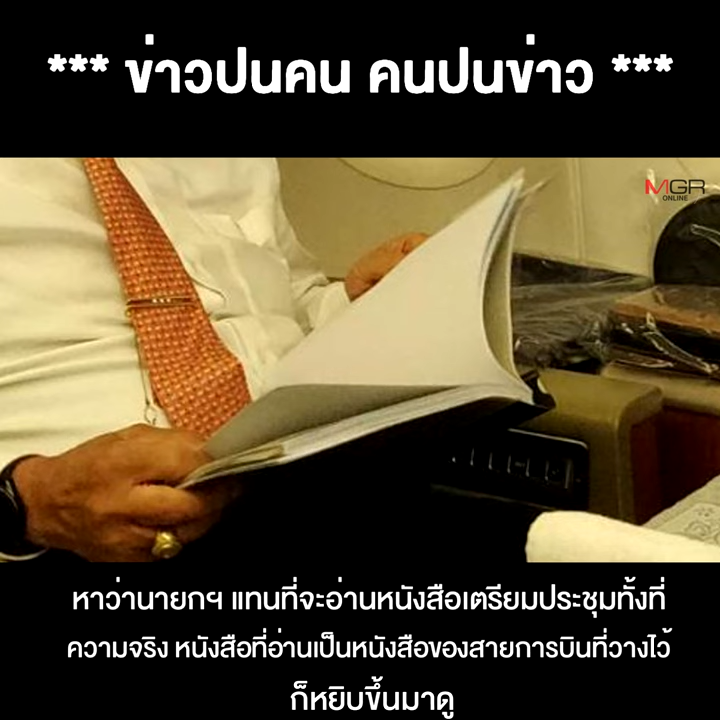 *** ข่าวปนคน คนปนข่าว ***
MGR
ONLINE
หาว่านายกฯ แทนที่จะอ่านหนังสือเตรียมประชุมทั้งที่
ความจริง หนังสือที่อ่านเป็นหนังสือของสายการบินที่วางไว้
ก็หยิบขึ้นมาดู